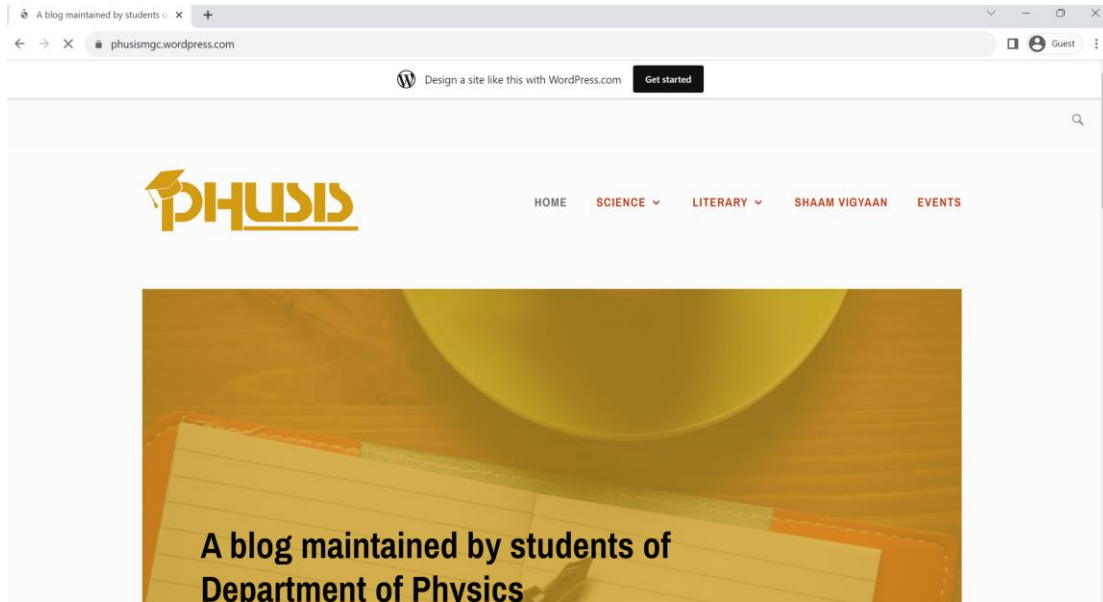 A blog maintained by students o
phusismgc.wordpress.com
Guest
Design a site like this with WordPress.com Get started
PHUSIS
HOME SCIENCE LITERARY SHAAM VIGYAAN EVENTS
A blog maintained by students of
Department of Physics